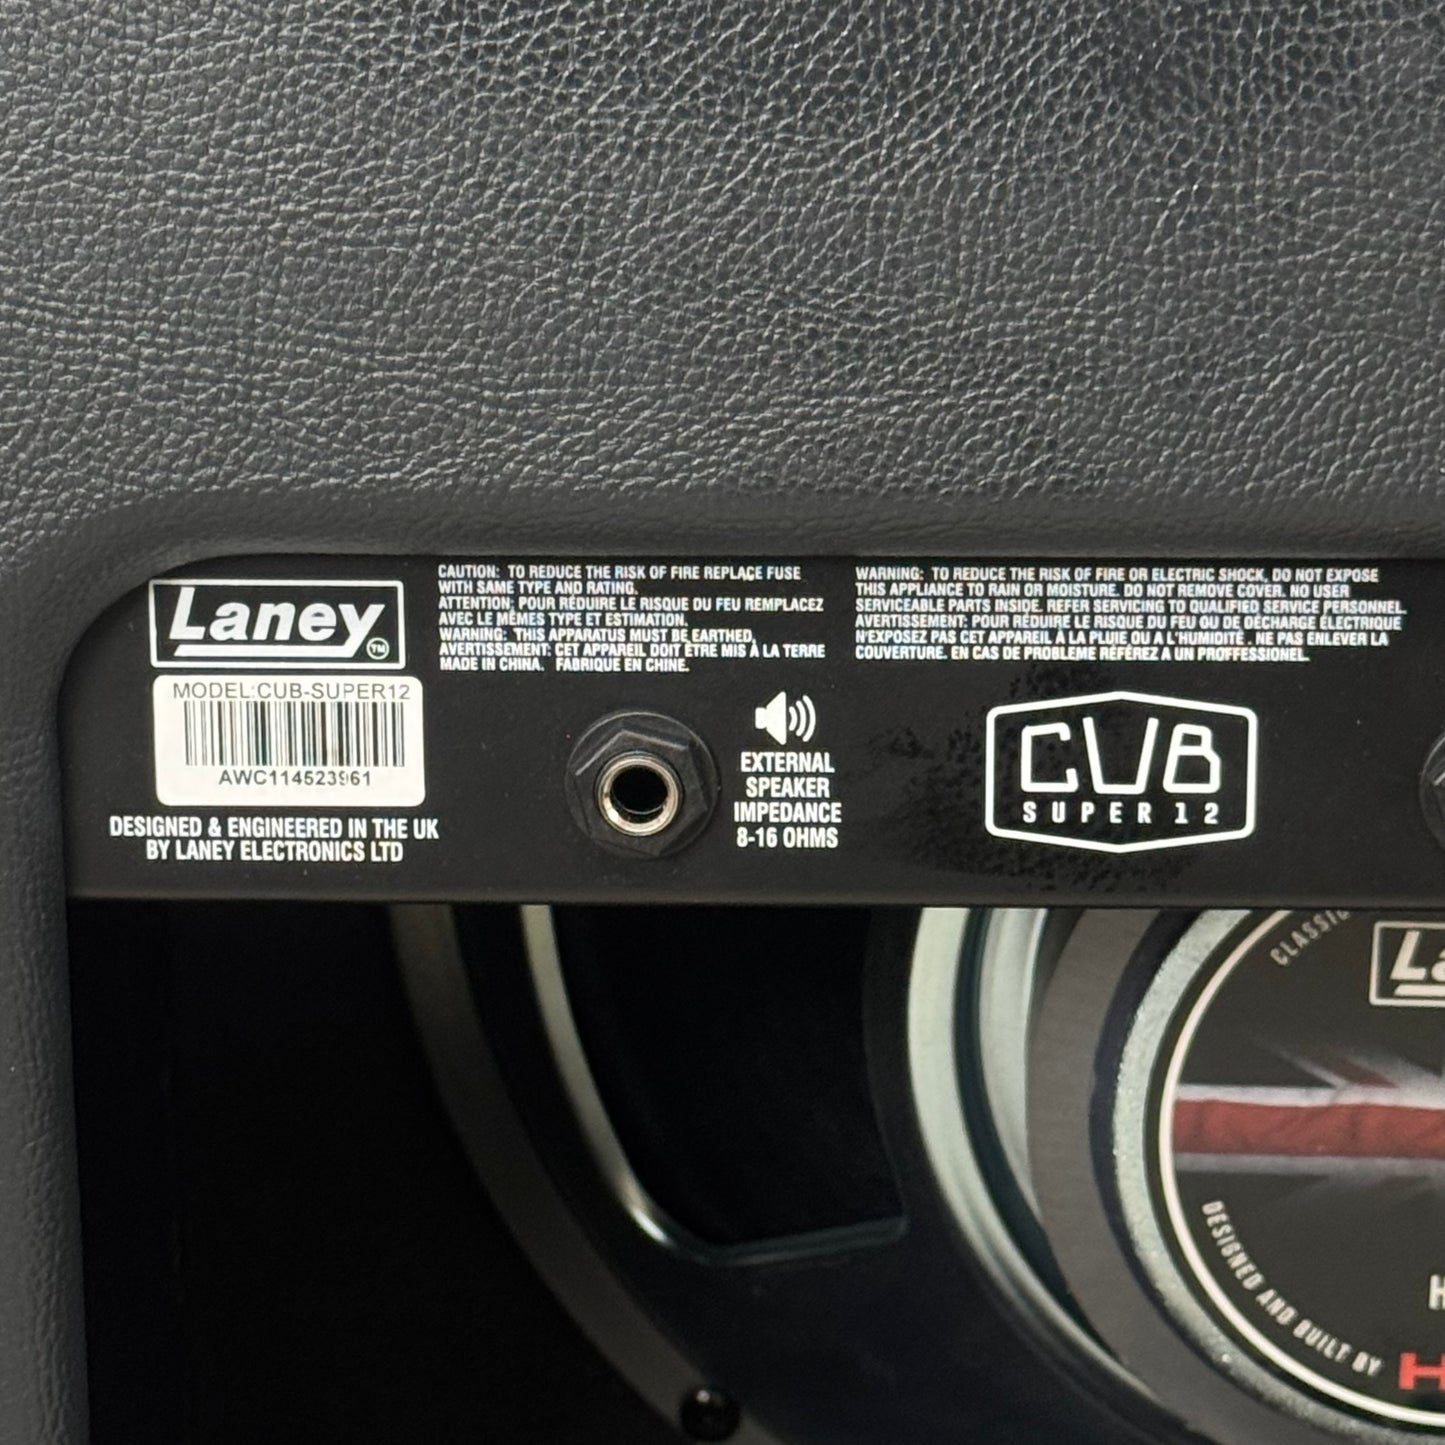 Laney
TM
MODEL:CUB-SUPER12
AWC114523961
DESIGNED & ENGINEERED IN THE UK
BY LANEY ELECTRONICS LTD
CAUTION: TO REDUCE THE RISK OF FIRE REPLACE FUSE
WITH SAME TYPE AND RATING.
ATTENTION: POUR RÉDUIRE LE RISQUE DU FEU REMPLACEZ
AVEC LE MÊMES TYPE ET ESTIMATION.
WARNING: THIS APPARATUS MUST BE EARTHED.
AVERTISSEMENT: CET APPAREIL DOIT ETRE MIS À LA TERRE
MADE IN CHINA. FABRIQUE EN CHINE.
EXTERNAL
SPEAKER
IMPEDANCE
8-16 OHMS
WARNING: TO REDUCE THE RISK OF FIRE OR ELECTRIC SHOCK, DO NOT EXPOSE
THIS APPLIANCE TO RAIN OR MOISTURE. DO NOT REMOVE COVER. NO USER
SERVICEABLE PARTS INSIDE. REFER SERVICING TO QUALIFIED SERVICE PERSONNEL.
AVERTISSEMENT: POUR RÉDUIRE LE RISQUE DU FEU OU DE DÉCHARGE ÉLECTRIQUE
N'EXPOSEZ PAS CET APPAREIL À LA PLUIE OU A L'HUMIDITÉ . NE PAS ENLEVER LA
COUVERTURE. EN CAS DE PROBLEME RÉFÉREZ A UN PROFFESSIONEL.
CUB
SUPER 12
CLASSIC
La
DESIGNED AND BUILT BY
H
H